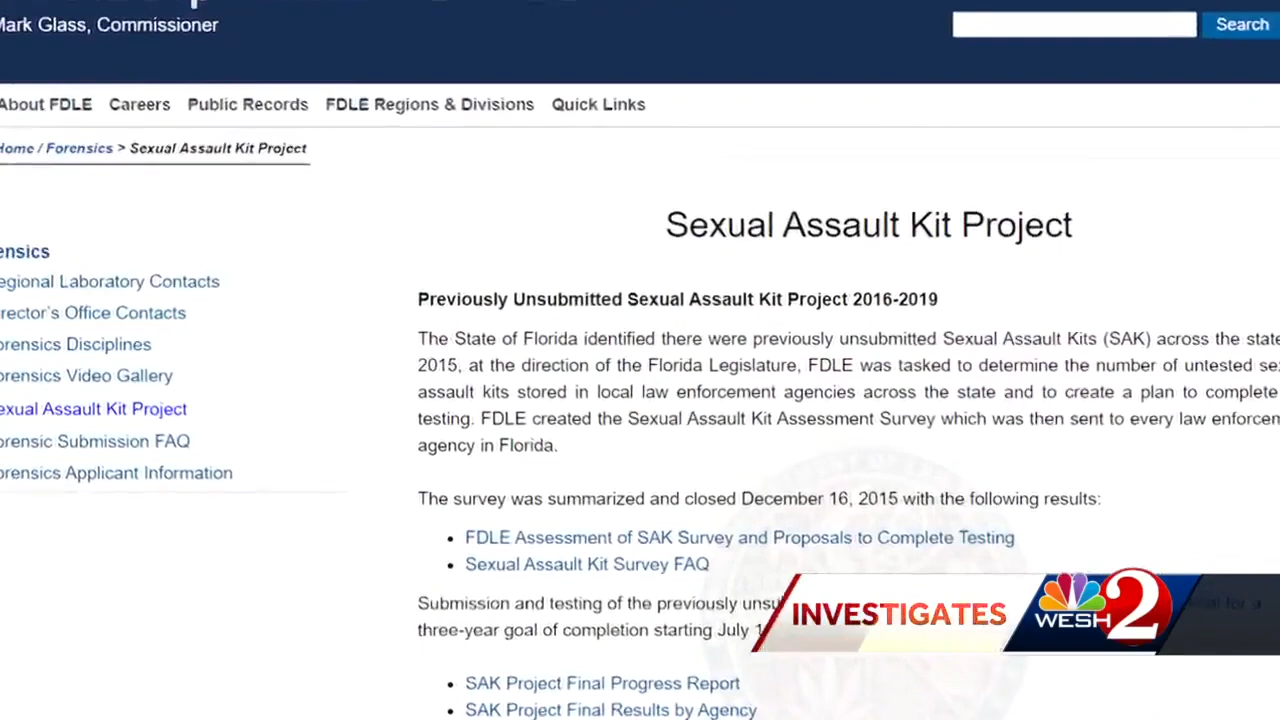 Mark Glass, Commissioner
Search
About FDLE Careers Public Records FDLE Regions & Divisions Quick Links
Home / Forensics > Sexual Assault Kit Project
Sexual Assault Kit Project
ensics
egional Laboratory Contacts
rector`s Office Contacts
orensics Disciplines
orensics Video Gallery
exual Assault Kit Project
orensic Submission FAQ
orensics Applicant Information
Previously Unsubmitted Sexual Assault Kit Project 2016-2019
The State of Florida identified there were previously unsubmitted Sexual Assault Kits (SAK) across the state
2015, at the direction of the Florida Legislature, FDLE was tasked to determine the number of untested se
assault kits stored in local law enforcement agencies across the state and to create a plan to complete
testing. FDLE created the Sexual Assault Kit Assessment Survey which was then sent to every law enforcen
agency in Florida.
The survey was summarized and closed December 16, 2015 with the following results:
• FDLE Assessment of SAK Survey and Proposals to Complete Testing
• Sexual Assault Kit Survey FAQ
Submission and testing of the previously unsu for a
three-year goal of completion starting July 1
• SAK Project Final Progress Report
• SAK Project Final Results by Agency
INVESTIGATES
WESH 2